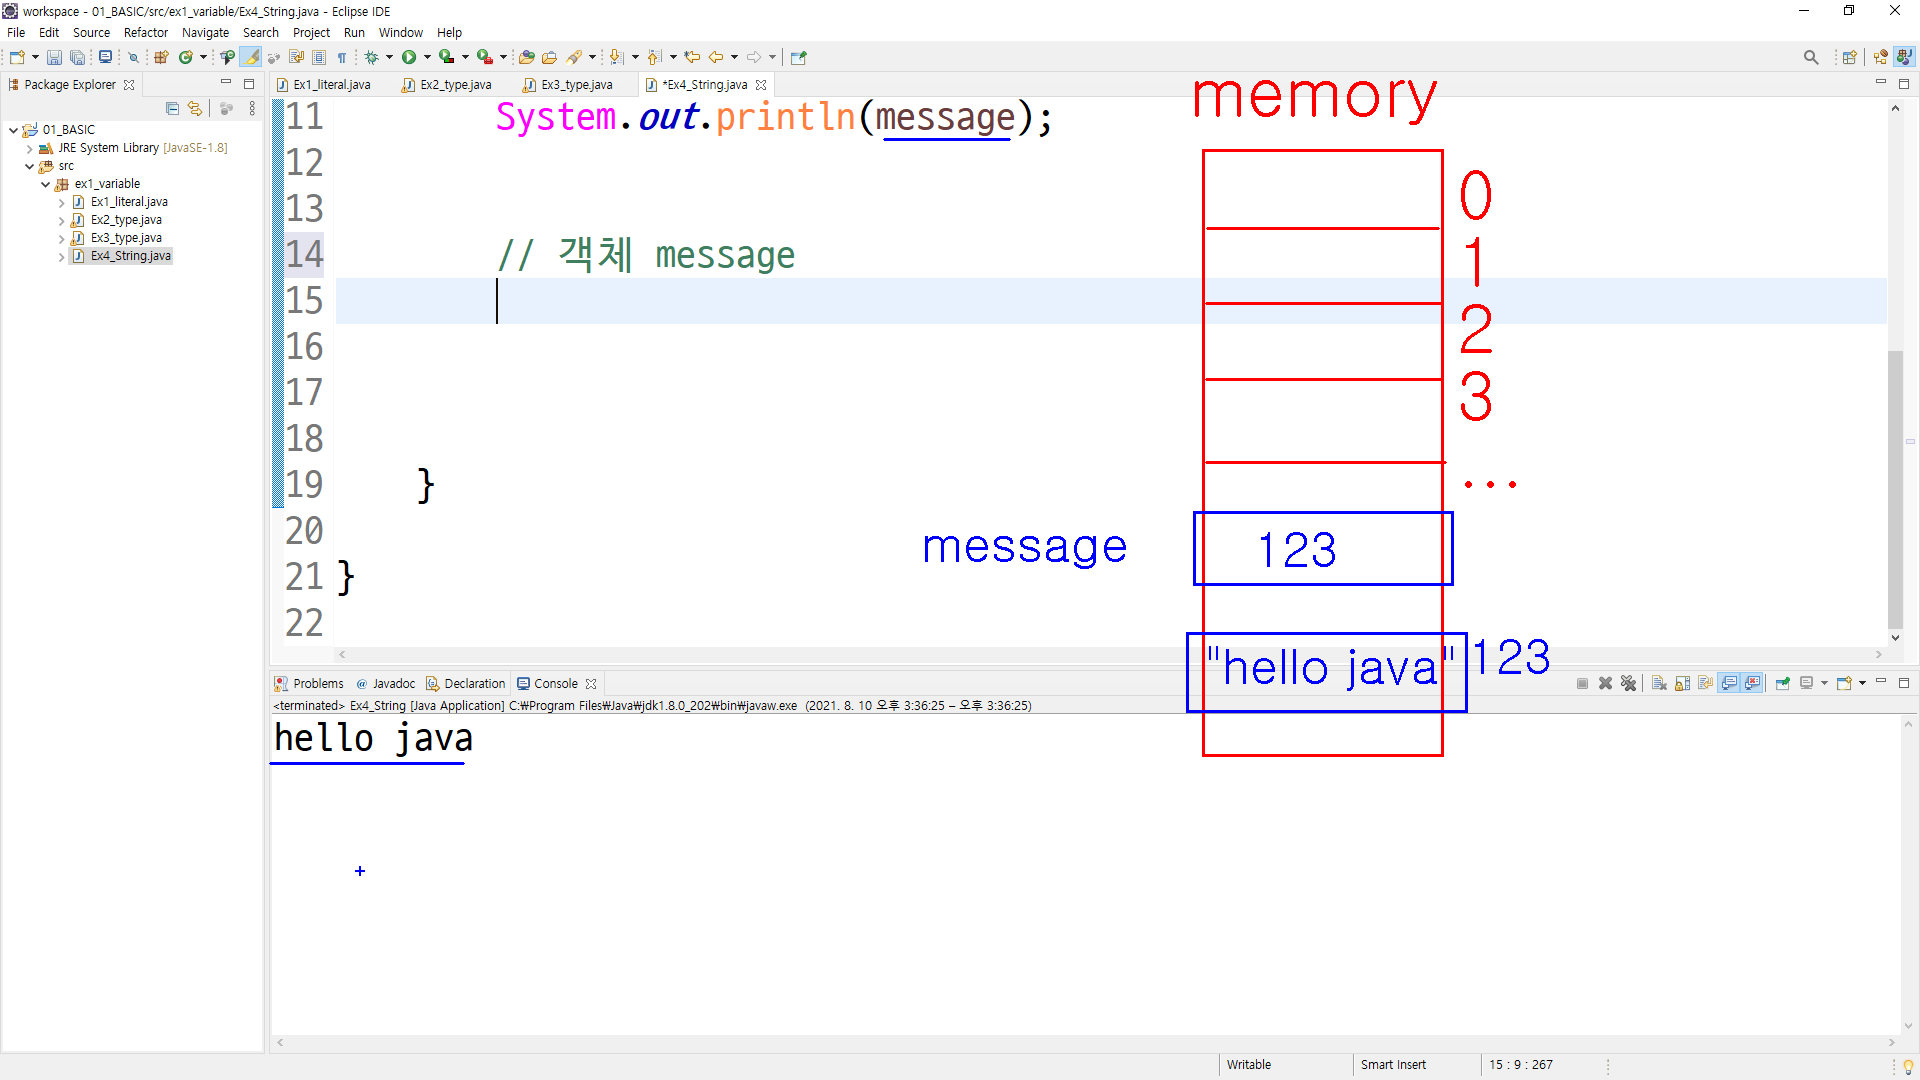 workspace - 01_BASIC/src/ex1_variable/Ex4_String.java - Eclipse IDE
File Edit Source Refactor Navigate Search Project Run Window Help
Package Explorer
01_BASIC
JRE System Library [JavaSE-1.8]
src
ex1_variable
Ex1_literal.java
Ex2_type.java
Ex3_type.java
Ex4_String.java
Ex1_literal.java Ex2_type.java Ex3_type.java *Ex4_String.java
11 System.out.println(message);
12
13
14 // 객체 message
15
16
17
18
19 }
20
21 }
22
memory
0
1
2
3
...
message 123
"hello java" 123
Problems @ Javadoc Declaration Console
<terminated> Ex4_String [Java Application] C:₩Program Files₩Java₩jdk1.8.0_202₩bin₩javaw.exe (2021. 8. 10 오후 3:36:25 – 오후 3:36:25)
hello java
+
Writable Smart Insert 15 : 9 : 267